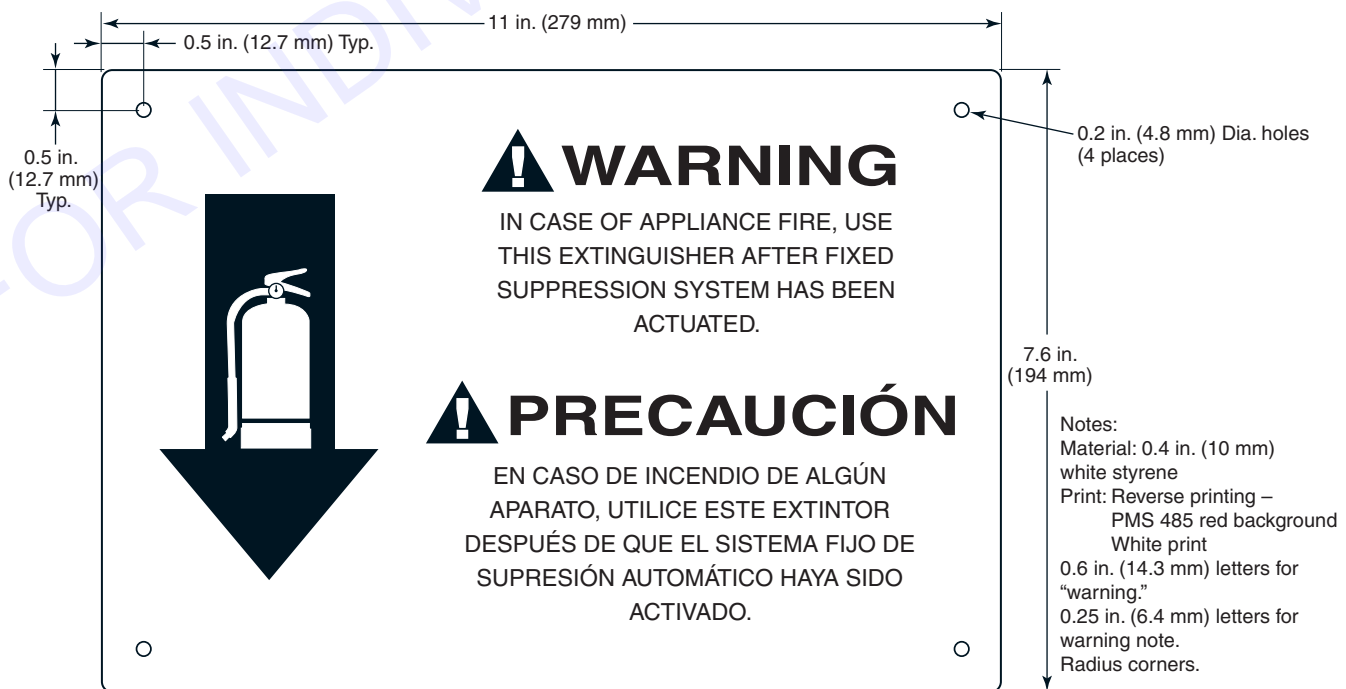 11 in. (279 mm)
0.5 in. (12.7 mm) Typ.
0.5 in.
(12.7 mm)
Typ.
0.2 in. (4.8 mm) Dia. holes
(4 places)
WARNING
IN CASE OF APPLIANCE FIRE, USE
THIS EXTINGUISHER AFTER FIXED
SUPPRESSION SYSTEM HAS BEEN
ACTUATED.
7.6 in.
(194 mm)
PRECAUCIÓN
EN CASO DE INCENDIO DE ALGÚN
APARATO, UTILICE ESTE EXTINTOR
DESPUÉS DE QUE EL SISTEMA FIJO DE
SUPRESIÓN AUTOMÁTICO HAYA SIDO
ACTIVADO.
Notes:
Material: 0.4 in. (10 mm)
white styrene
Print: Reverse printing –
PMS 485 red background
White print
0.6 in. (14.3 mm) letters for
“warning.”
0.25 in. (6.4 mm) letters for
warning note.
Radius corners.